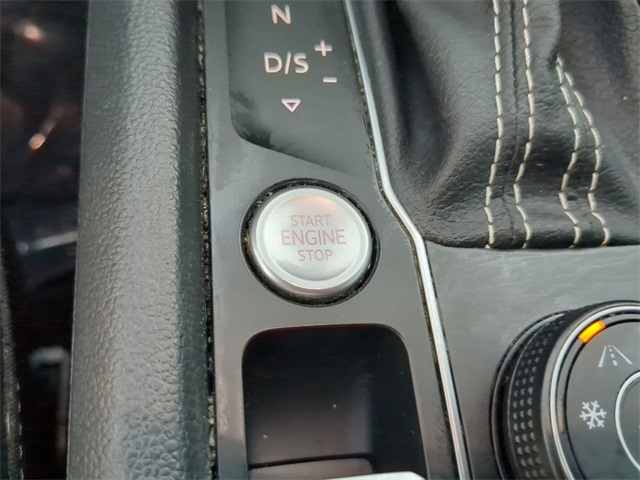 N
D/S + -
START
ENGINE
STOP